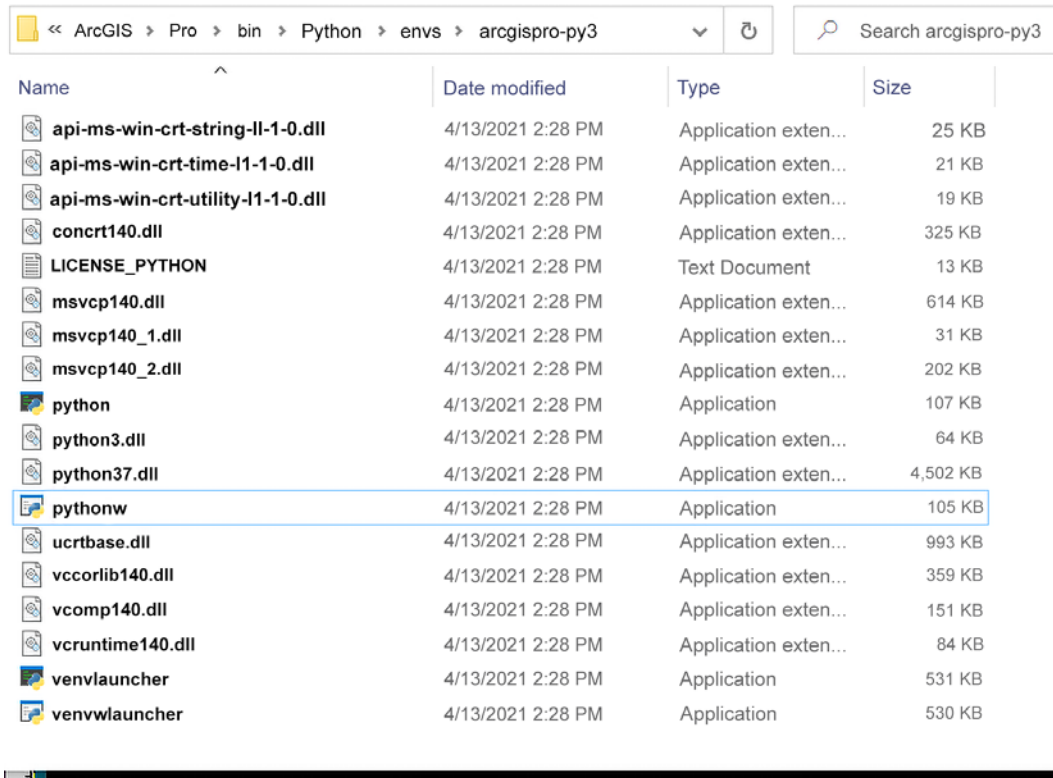 « ArcGIS > Pro > bin > Python > envs > arcgispro-py3 Search arcgispro-py3
Name Date modified Type Size
api-ms-win-crt-string-ll-1-0.dll 4/13/2021 2:28 PM Application exten... 25 KB
api-ms-win-crt-time-l1-1-0.dll 4/13/2021 2:28 PM Application exten... 21 KB
api-ms-win-crt-utility-l1-1-0.dll 4/13/2021 2:28 PM Application exten... 19 KB
concrt140.dll 4/13/2021 2:28 PM Application exten... 325 KB
LICENSE_PYTHON 4/13/2021 2:28 PM Text Document 13 KB
msvcp140.dll 4/13/2021 2:28 PM Application exten... 614 KB
msvcp140_1.dll 4/13/2021 2:28 PM Application exten... 31 KB
msvcp140_2.dll 4/13/2021 2:28 PM Application exten... 202 KB
python 4/13/2021 2:28 PM Application 107 KB
python3.dll 4/13/2021 2:28 PM Application exten... 64 KB
python37.dll 4/13/2021 2:28 PM Application exten... 4,502 KB
pythonw 4/13/2021 2:28 PM Application 105 KB
ucrtbase.dll 4/13/2021 2:28 PM Application exten... 993 KB
vccorlib140.dll 4/13/2021 2:28 PM Application exten... 359 KB
vcomp140.dll 4/13/2021 2:28 PM Application exten... 151 KB
vcruntime140.dll 4/13/2021 2:28 PM Application exten... 84 KB
venvlauncher 4/13/2021 2:28 PM Application 531 KB
venvwlauncher 4/13/2021 2:28 PM Application 530 KB